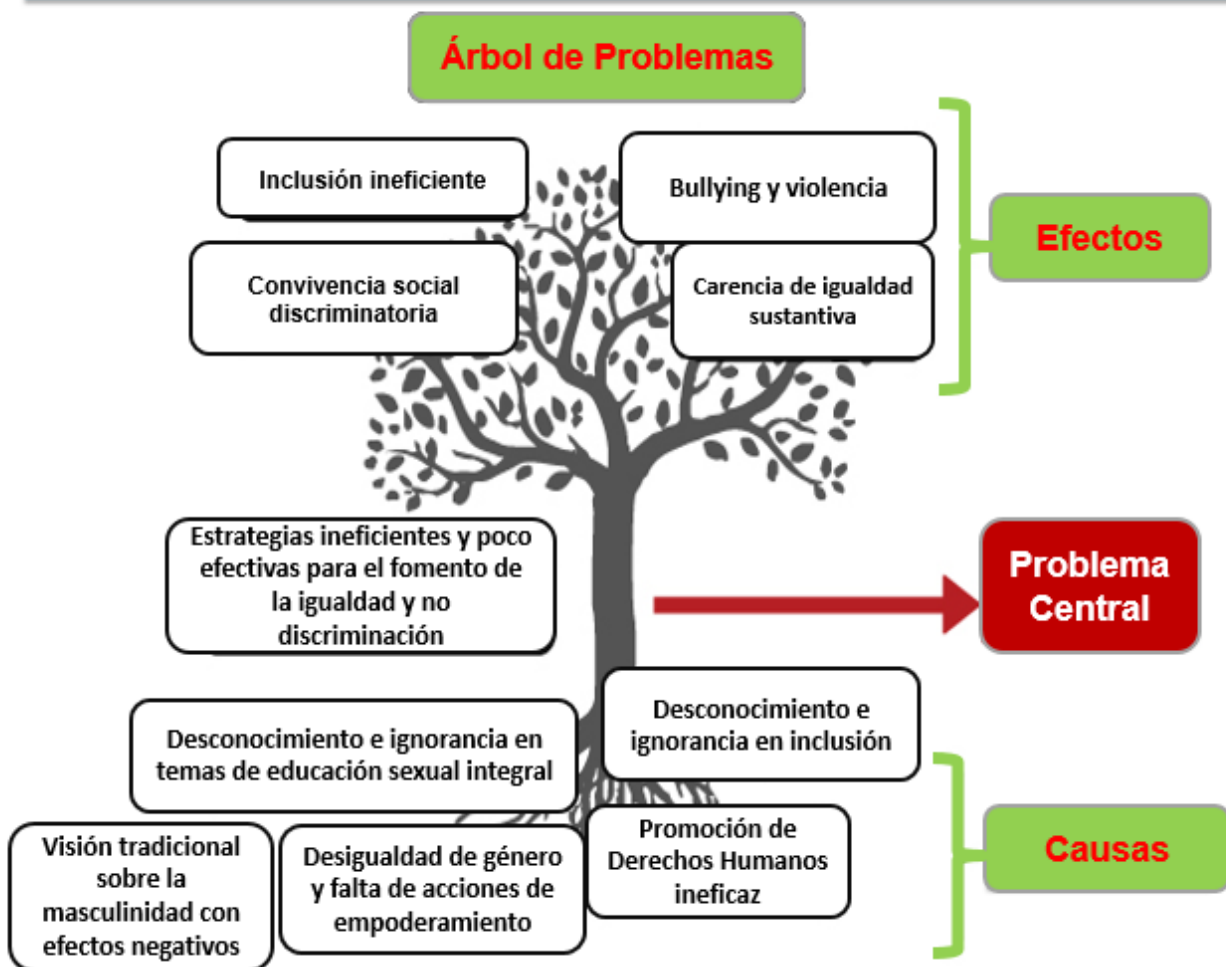 Árbol de Problemas
Inclusión ineficiente
Bullying y violencia
Efectos
Convivencia social
discriminatoria
Carencia de igualdad
sustantiva
Estrategias ineficientes y poco
efectivas para el fomento de
la igualdad y no
discriminación
Problema
Central
Desconocimiento e
ignorancia en inclusión
Desconocimiento e ignorancia en
temas de educación sexual integral
Causas
Visión tradicional
sobre la
masculinidad con
efectos negativos
Desigualdad de género
y falta de acciones de
empoderamiento
Promoción de
Derechos Humanos
ineficaz